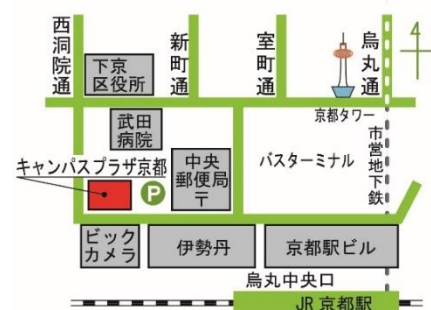 西洞院通
新町通
室町通
烏丸通
4
下京
区役所
京都タワー
武田
病院
市営地下鉄
キャンパスプラザ京都
中央
郵便局
〒
バスターミナル
P
ビック
カメラ
伊勢丹
京都駅ビル
烏丸中央口
JR 京都駅